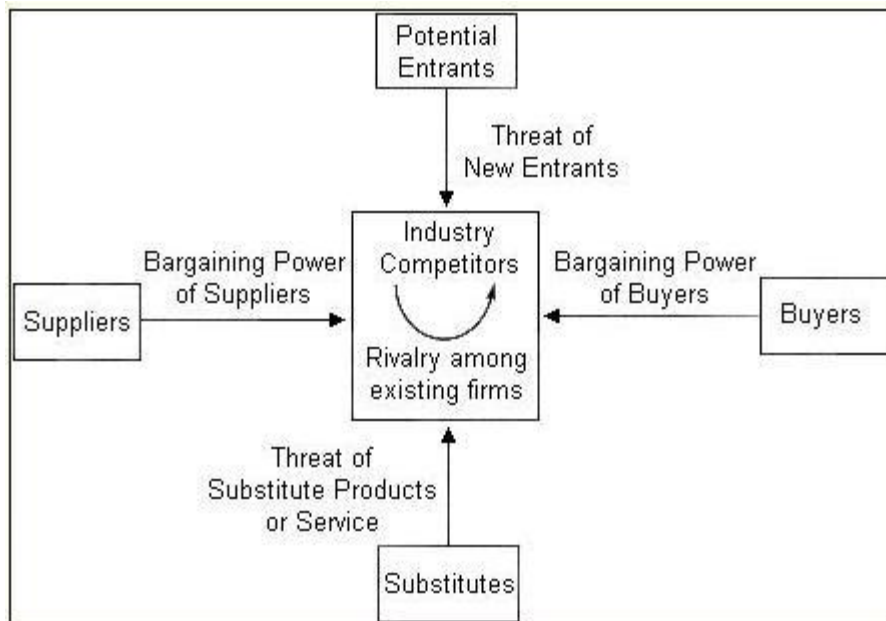 Potential
Entrants
Threat of
New Entrants
Industry
Competitors
Bargaining Power
of Suppliers
Bargaining Power
of Buyers
Suppliers
Buyers
Rivalry among
existing firms
Threat of
Substitute Products
or Service
Substitutes